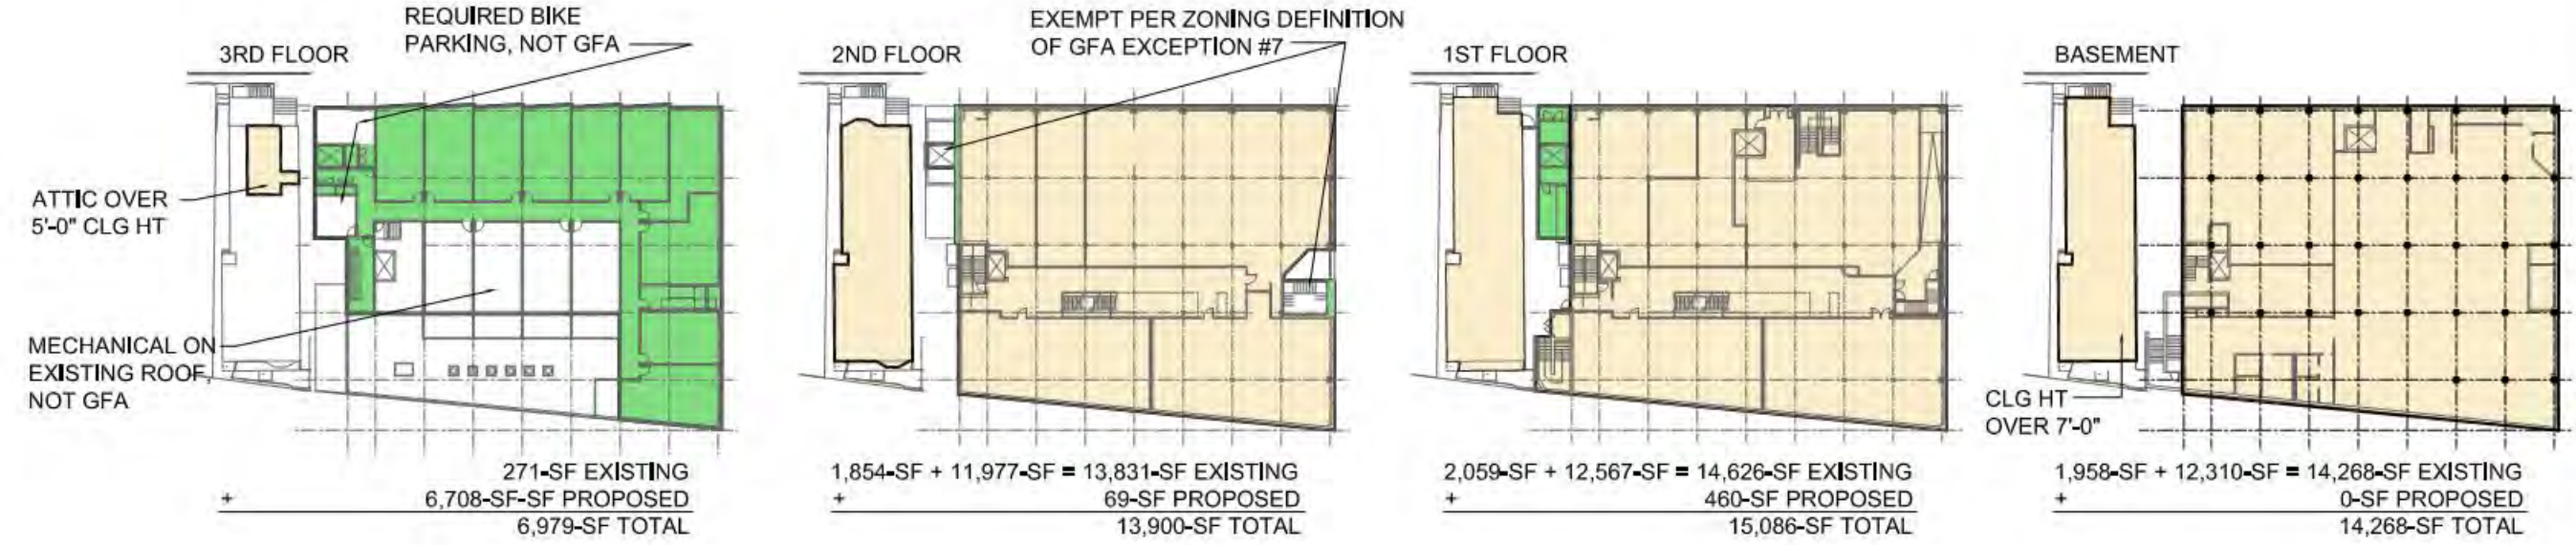 3RD FLOOR
REQUIRED BIKE
PARKING, NOT GFA
ATTIC OVER
5'-0" CLG HT
MECHANICAL ON
EXISTING ROOF,
NOT GFA
271-SF EXISTING
+ 6,708-SF-SF PROPOSED
6,979-SF TOTAL
2ND FLOOR
EXEMPT PER ZONING DEFINITION
OF GFA EXCEPTION #7
1,854-SF + 11,977-SF = 13,831-SF EXISTING
+ 69-SF PROPOSED
13,900-SF TOTAL
1ST FLOOR
2,059-SF + 12,567-SF = 14,626-SF EXISTING
+ 460-SF PROPOSED
15,086-SF TOTAL
BASEMENT
CLG HT
OVER 7'-0"
1,958-SF + 12,310-SF = 14,268-SF EXISTING
+ 0-SF PROPOSED
14,268-SF TOTAL